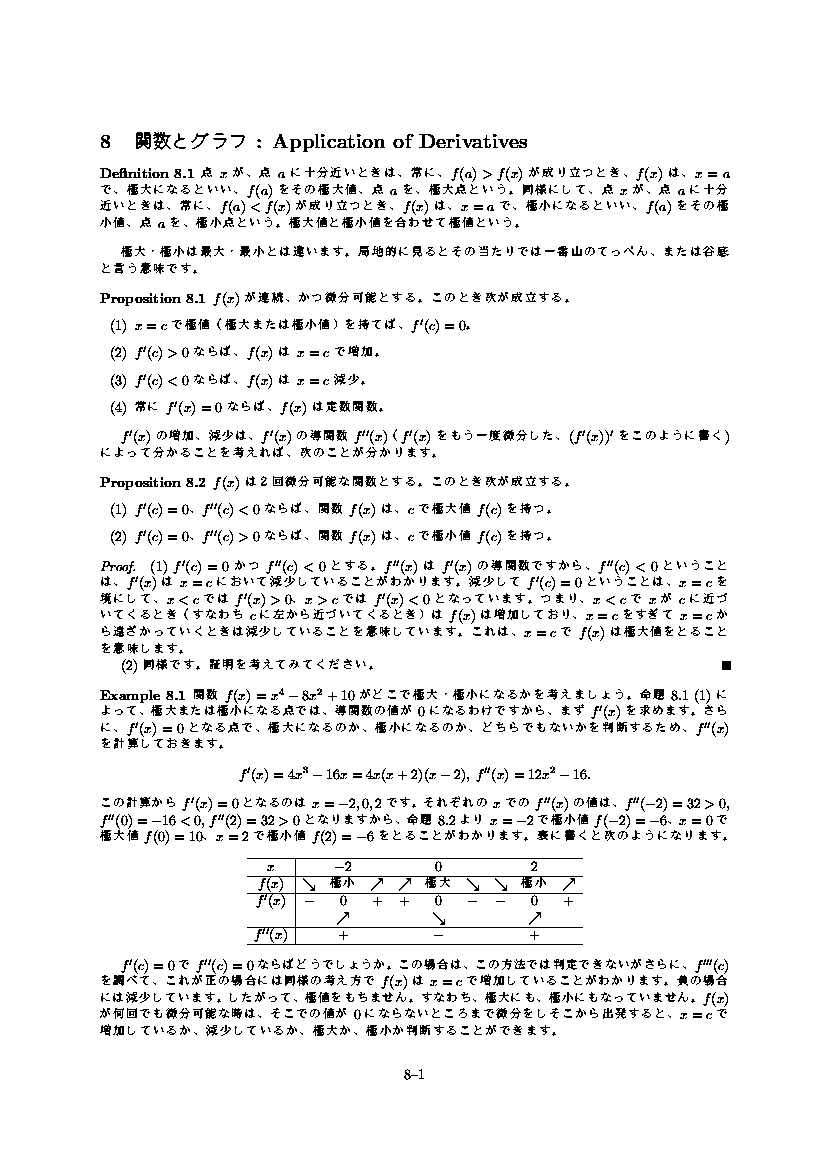 8 関数とグラフ : Application of Derivatives
Definition 8.1 点 x が、点 a に十分近いときは、常に、f(a) > f(x) が成り立つとき、f(x) は、x = a
で、極大になるといい、f(a) をその極大値、点 a を、極大点という。同様にして、点 x が、点 a に十分
近いときは、常に、f(a) < f(x) が成り立つとき、f(x) は、x = a で、極小になるといい、f(a) をその極
小値、点 a を、極小点という。極大値と極小値を合わせて極値という。
極大・極小は最大・最小とは違います。局地的に見るとその当たりでは一番山のてっぺん、または谷底
と言う意味です。
Proposition 8.1 f(x) が連続、かつ微分可能とする。このとき次が成立する。
(1) x = c で極値(極大または極小値)を持てば、f′(c) = 0。
(2) f′(c) > 0 ならば、f(x) は x = c で増加。
(3) f′(c) < 0 ならば、f(x) は x = c 減少。
(4) 常に f′(x) = 0 ならば、f(x) は定数関数。
f′(x) の増加、減少は、f′(x) の導関数 f″(x)(f′(x) をもう一度微分した、(f′(x))′ をこのように書く)
によって分かることを考えれば、次のことが分かります。
Proposition 8.2 f(x) は2回微分可能な関数とする。このとき次が成立する。
(1) f′(c) = 0、f″(c) < 0 ならば、関数 f(x) は、c で極大値 f(c) を持つ。
(2) f′(c) = 0、f″(c) > 0 ならば、関数 f(x) は、c で極小値 f(c) を持つ。
Proof. (1) f′(c) = 0 かつ f″(c) < 0 とする。f″(x) は f′(x) の導関数ですから、f″(c) < 0 ということ
は、f′(x) は x = c において減少していることがわかります。減少して f′(c) = 0 ということは、x = c を
境にして、x < c では f′(x) > 0、x > c では f′(x) < 0 となっています。つまり、x < c で x が c に近づ
いてくるとき(すなわち c に左から近づいてくるとき)は f(x) は増加しており、x = c をすぎて x = c か
ら遠ざかっていくときは減少していることを意味しています。これは、x = c で f(x) は極大値をとること
を意味します。
(2) 同様です。証明を考えてみてください。 ■
Example 8.1 関数 f(x) = x⁴ − 8x² + 10 がどこで極大・極小になるかを考えましょう。命題 8.1 (1) に
よって、極大または極小になる点では、導関数の値が 0 になるわけですから、まず f′(x) を求めます。さら
に、f′(x) = 0 となる点で、極大になるのか、極小になるのか、どちらでもないかを判断するため、f″(x)
を計算しておきます。
f′(x) = 4x³ − 16x = 4x(x + 2)(x − 2), f″(x) = 12x² − 16.
この計算から f′(x) = 0 となるのは x = −2, 0, 2 です。それぞれの x での f″(x) の値は、f″(−2) = 32 > 0,
f″(0) = −16 < 0, f″(2) = 32 > 0 となりますから、命題 8.2 より x = −2 で極小値 f(−2) = −6、x = 0 で
極大値 f(0) = 10、x = 2 で極小値 f(2) = −6 をとることがわかります。表に書くと次のようになります。
x −2 0 2
f(x) ↘ 極小 ↗ ↗ 極大 ↘ ↘ 極小 ↗
f′(x) − 0 + + 0 − − 0 +
↗ ↘ ↗
f″(x) + − +
f′(c) = 0 で f″(c) = 0 ならばどうでしょうか。この場合は、この方法では判定できないがさらに、f‴(c)
を調べて、これが正の場合には同様の考え方で f(x) は x = c で増加していることがわかります。負の場合
には減少しています。したがって、極値をもちません。すなわち、極大にも、極小にもなっていません。f(x)
が何回でも微分可能な時は、そこでの値が 0 にならないところまで微分をしそこから出発すると、x = c で
増加しているか、減少しているか、極大か、極小か判断することができます。
8–1